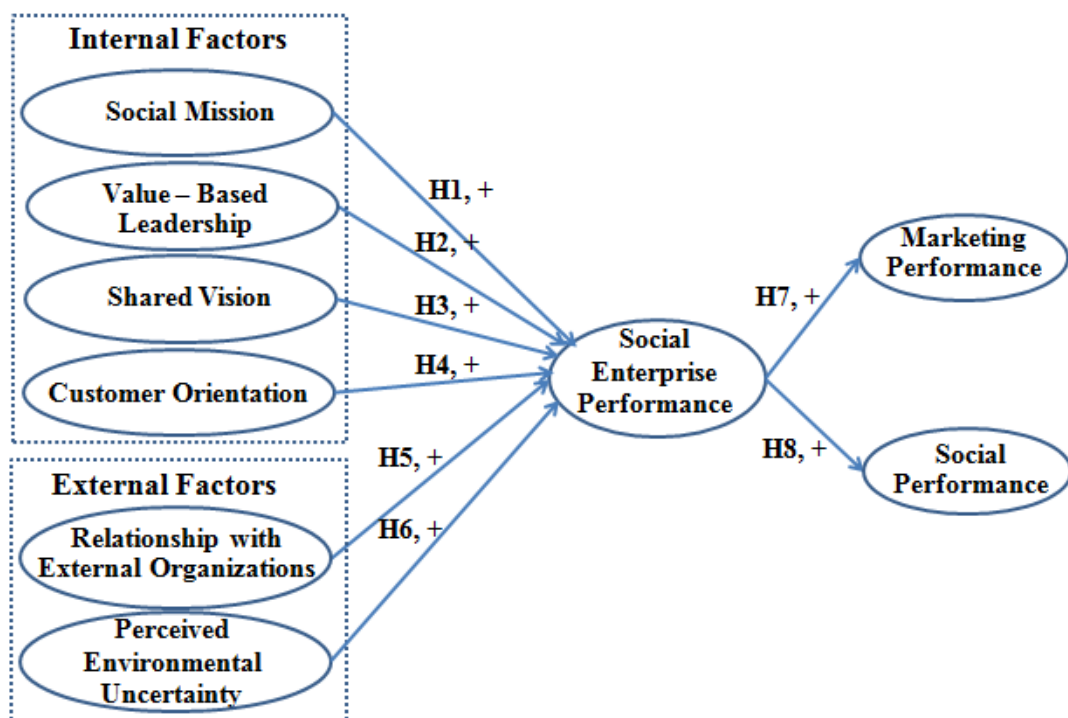 Internal Factors
Social Mission
Value – Based
Leadership
Shared Vision
Customer Orientation
External Factors
Relationship with
External Organizations
Perceived
Environmental
Uncertainty
H1, +
H2, +
H3, +
H4, +
H5, +
H6, +
Social
Enterprise
Performance
H7, +
H8, +
Marketing
Performance
Social
Performance